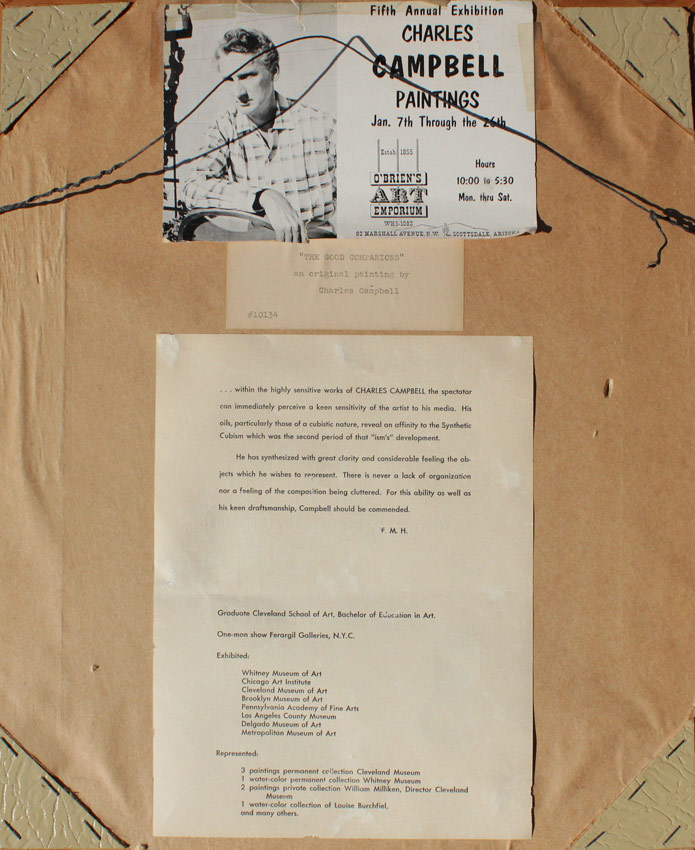 Fifth Annual Exhibition
CHARLES
CAMPBELL
PAINTINGS
Jan. 7th Through the 26th
Estab 1055
Hours
O'BRIEN'S
ART
EMPORIUM
10:00 to 5:30
Mon. thru Sat.
WH5-1082
82 MARSHALL AVENUE, N.W. SCOTTSDALE, ARIZONA
"THE GOOD COMPANIONS"
an original painting by
Charles Campbell
#10134
. . . within the highly sensitive works of CHARLES CAMPBELL the spectator
can immediately perceive a keen sensitivity of the artist to his media. His
oils, particularly those of a cubistic nature, reveal an affinity to the Synthetic
Cubism which was the second period of that "ism's" development.
He has synthesized with great clarity and considerable feeling the ob-
jects which he wishes to represent. There is never a lack of organization
nor a feeling of the composition being cluttered. For this ability as well as
his keen draftsmanship, Campbell should be commended.
F. M. H.
Graduate Cleveland School of Art, Bachelor of Education in Art.
One-man show Ferargil Galleries, N.Y.C.
Exhibited:
Whitney Museum of Art
Chicago Art Institute
Cleveland Museum of Art
Brooklyn Museum of Art
Pennsylvania Academy of Fine Arts
Los Angeles County Museum
Delgado Museum of Art
Metropolitan Museum of Art
Represented:
3 paintings permanent collection Cleveland Museum
1 water-color permanent collection Whitney Museum
2 paintings private collection William Milliken, Director Cleveland
Museum
1 water-color collection of Louise Burchfiel,
and many others.